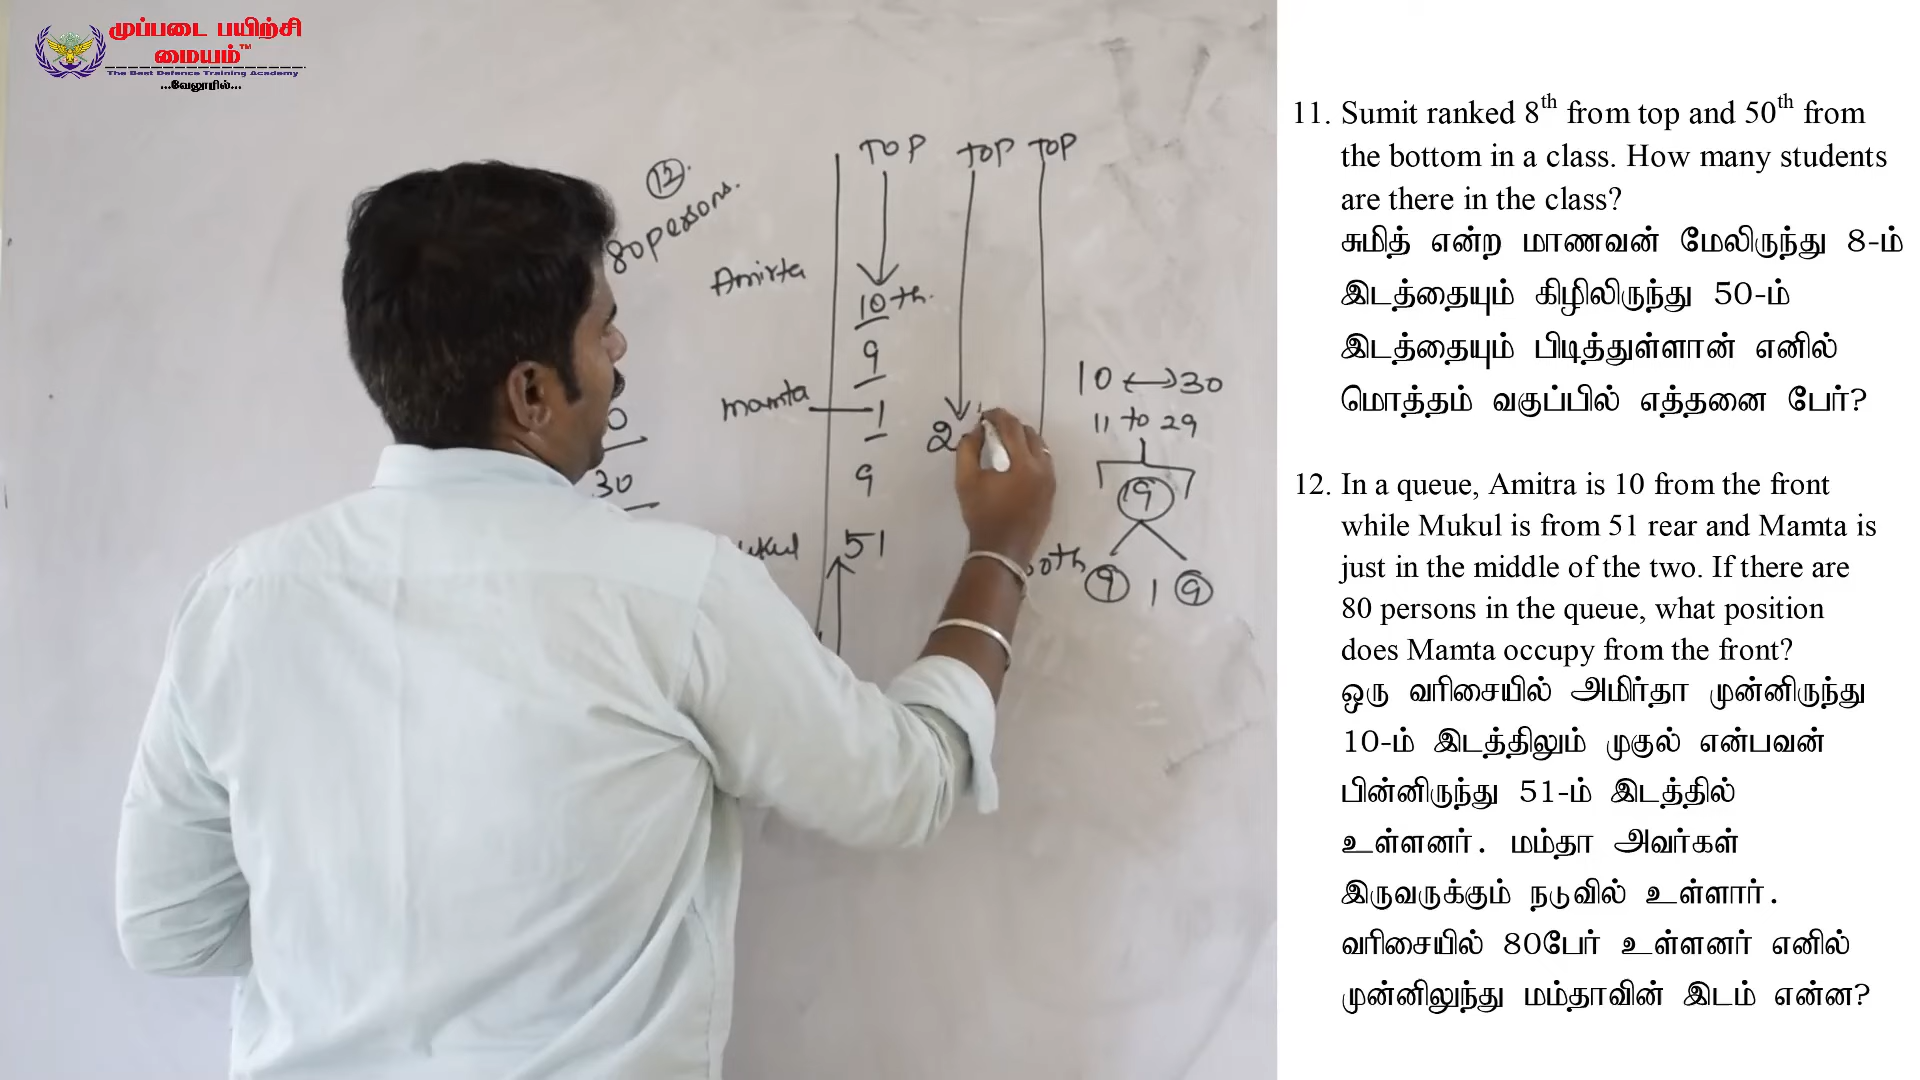 முப்படை பயிற்சி
மையம்™
The Best Defence Training Academy
...வேலூரில்...
12.
80 persons.
TOP TOP TOP
Amirta
10th.
9
mamta
1
9
2
30
51
10 ↔ 30
11 to 29
19
9 1 9
11. Sumit ranked 8th from top and 50th from
the bottom in a class. How many students
are there in the class?
சுமித் என்ற மாணவன் மேலிருந்து 8-ம்
இடத்தையும் கிழிலிருந்து 50-ம்
இடத்தையும் பிடித்துள்ளான் எனில்
மொத்தம் வகுப்பில் எத்தனை பேர்?
12. In a queue, Amitra is 10 from the front
while Mukul is from 51 rear and Mamta is
just in the middle of the two. If there are
80 persons in the queue, what position
does Mamta occupy from the front?
ஒரு வரிசையில் அமிர்தா முன்னிருந்து
10-ம் இடத்திலும் முகுல் என்பவன்
பின்னிருந்து 51-ம் இடத்தில்
உள்ளனர். மம்தா அவர்கள்
இருவருக்கும் நடுவில் உள்ளார்.
வரிசையில் 80பேர் உள்ளனர் எனில்
முன்னிலுந்து மம்தாவின் இடம் என்ன?